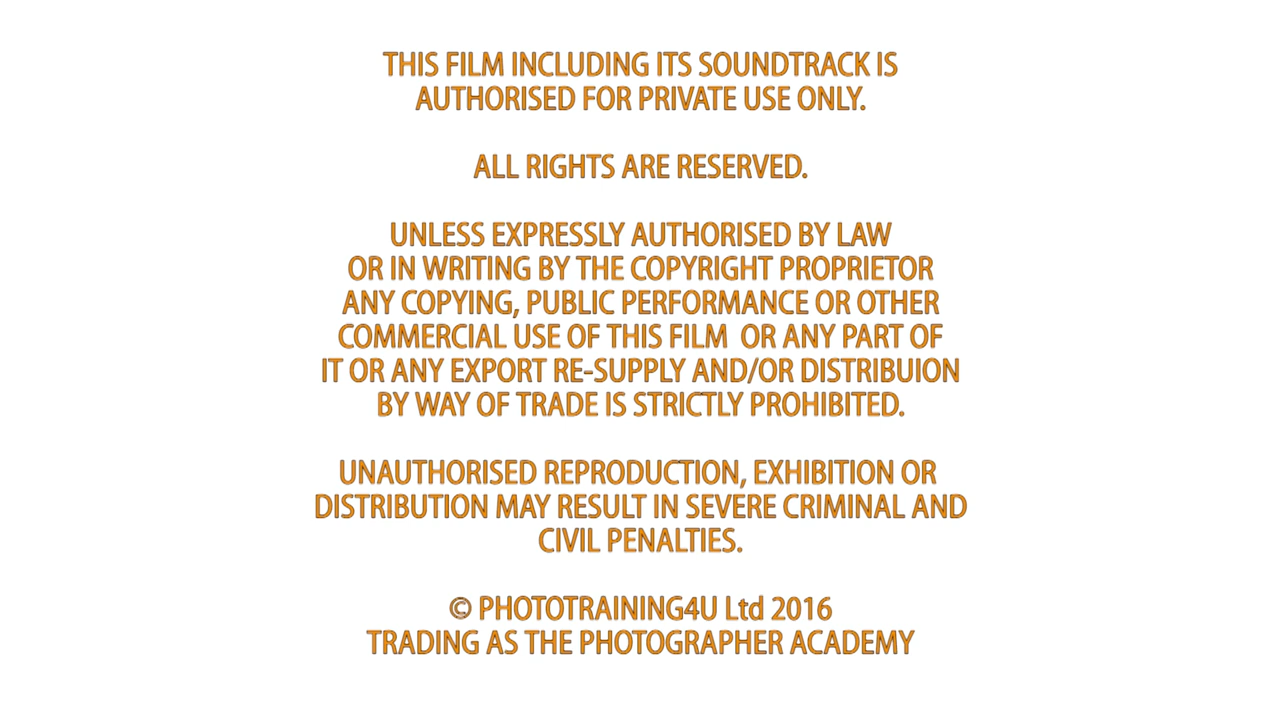 THIS FILM INCLUDING ITS SOUNDTRACK IS
AUTHORISED FOR PRIVATE USE ONLY.
ALL RIGHTS ARE RESERVED.
UNLESS EXPRESSLY AUTHORISED BY LAW
OR IN WRITING BY THE COPYRIGHT PROPRIETOR
ANY COPYING, PUBLIC PERFORMANCE OR OTHER
COMMERCIAL USE OF THIS FILM  OR ANY PART OF
IT OR ANY EXPORT RE-SUPPLY AND/OR DISTRIBUION
BY WAY OF TRADE IS STRICTLY PROHIBITED.
UNAUTHORISED REPRODUCTION, EXHIBITION OR
DISTRIBUTION MAY RESULT IN SEVERE CRIMINAL AND
CIVIL PENALTIES.
© PHOTOTRAINING4U Ltd 2016
TRADING AS THE PHOTOGRAPHER ACADEMY